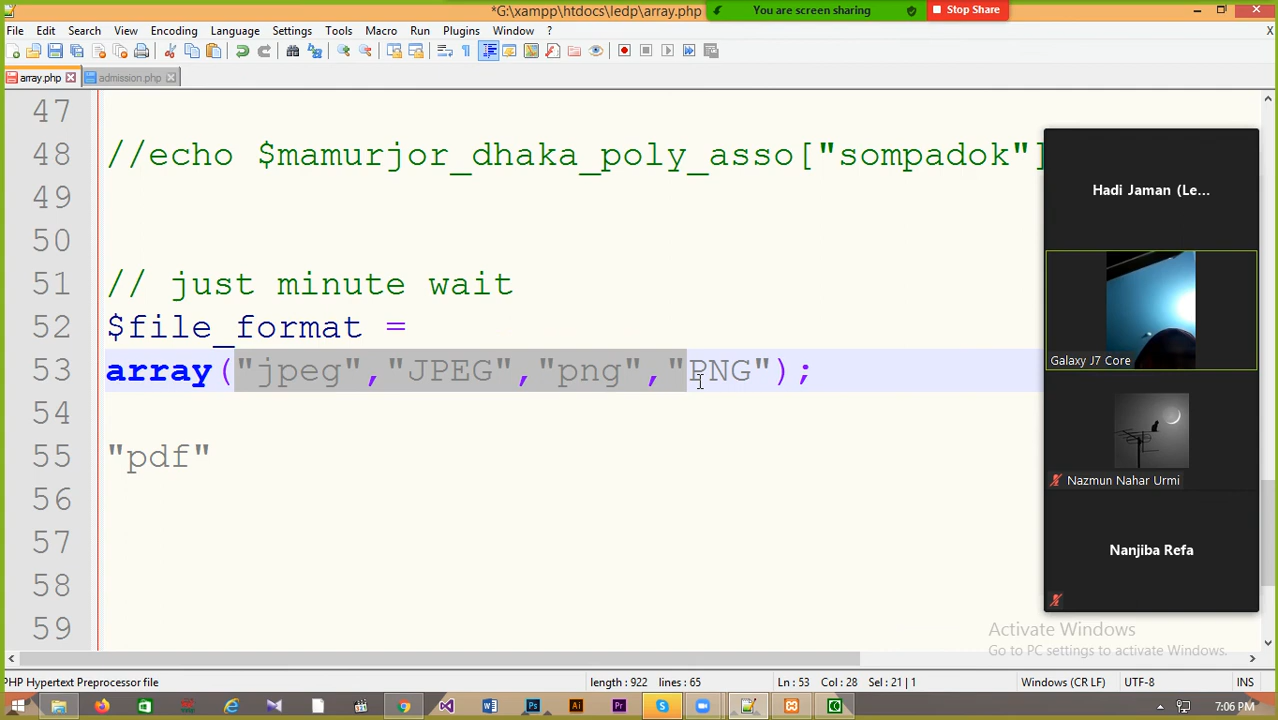 *G:\xampp\htdocs\ledp\array.php
You are screen sharing
Stop Share
File Edit Search View Encoding Language Settings Tools Macro Run Plugins Window ?
X
array.php
admission.php
47
48 //echo $mamurjor_dhaka_poly_asso["sompadok"]
49
50
51 // just minute wait
52 $file_format =
53 array("jpeg","JPEG","png","PNG");
54
55 "pdf"
56
57
58
59
Hadi Jaman (Le...
Galaxy J7 Core
Nazmun Nahar Urmi
Nanjiba Refa
Activate Windows
Go to PC settings to activate Windows.
PHP Hypertext Preprocessor file
length : 922 lines : 65
Ln : 53 Col : 28 Sel : 21 | 1
Windows (CR LF)
UTF-8
INS
7:06 PM